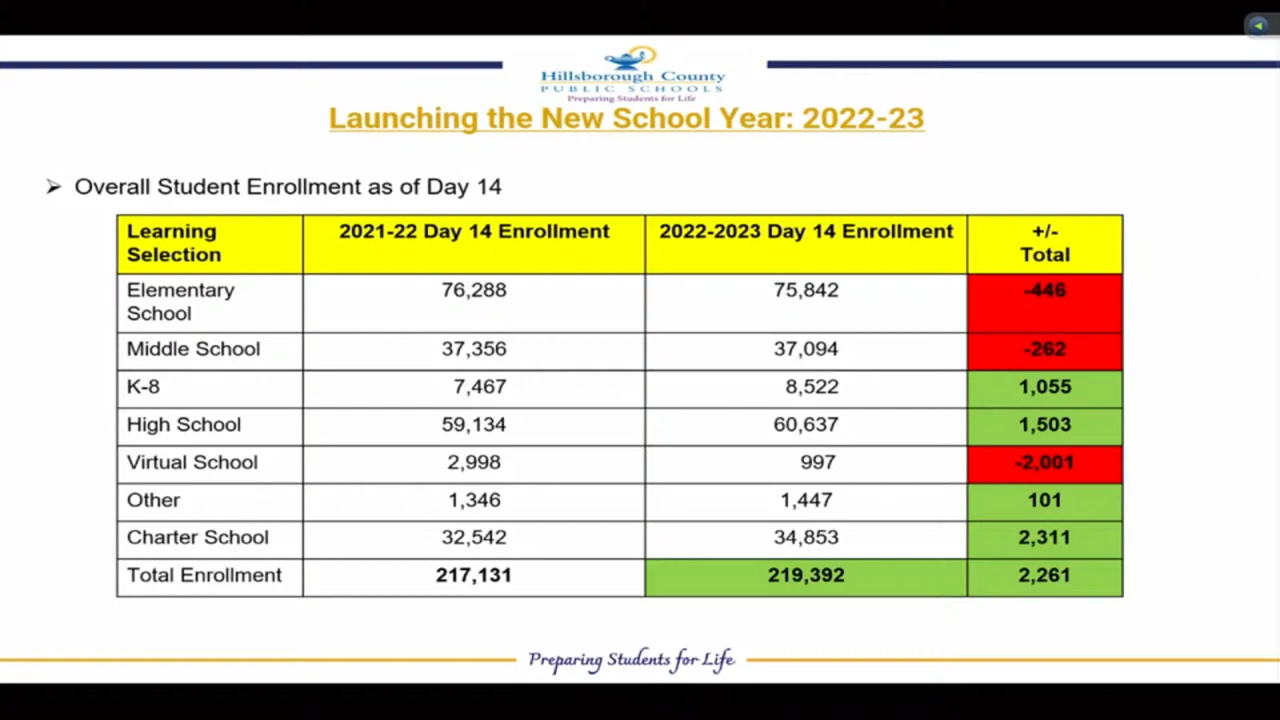 Hillsborough County
PUBLIC SCHOOLS
Preparing Students for Life
Launching the New School Year: 2022-23
Overall Student Enrollment as of Day 14
Learning Selection 2021-22 Day 14 Enrollment 2022-2023 Day 14 Enrollment +/- Total
Elementary School 76,288 75,842 -446
Middle School 37,356 37,094 -262
K-8 7,467 8,522 1,055
High School 59,134 60,637 1,503
Virtual School 2,998 997 -2,001
Other 1,346 1,447 101
Charter School 32,542 34,853 2,311
Total Enrollment 217,131 219,392 2,261
Preparing Students for Life